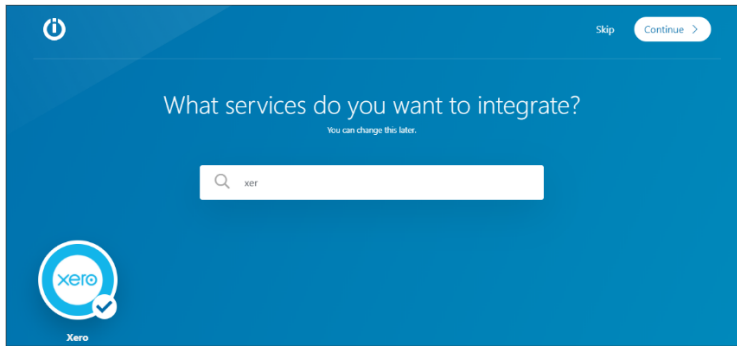 Skip
Continue
What services do you want to integrate?
You can change this later.
xer
xero
Xero